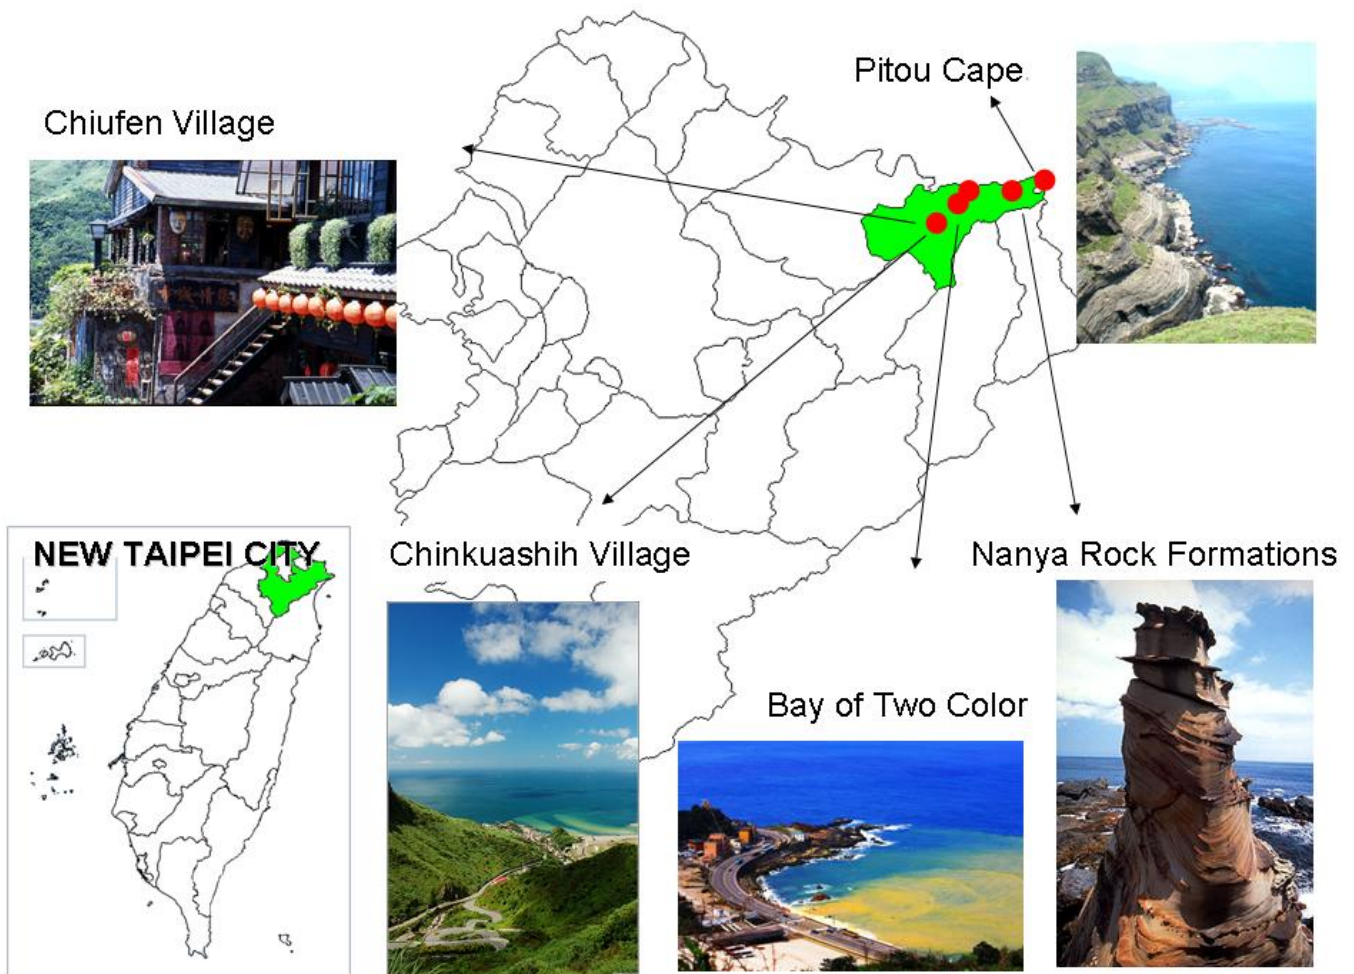 Pitou Cape
Chiufen Village
NEW TAIPEI CITY
Chinkuashih Village
Nanya Rock Formations
Bay of Two Color